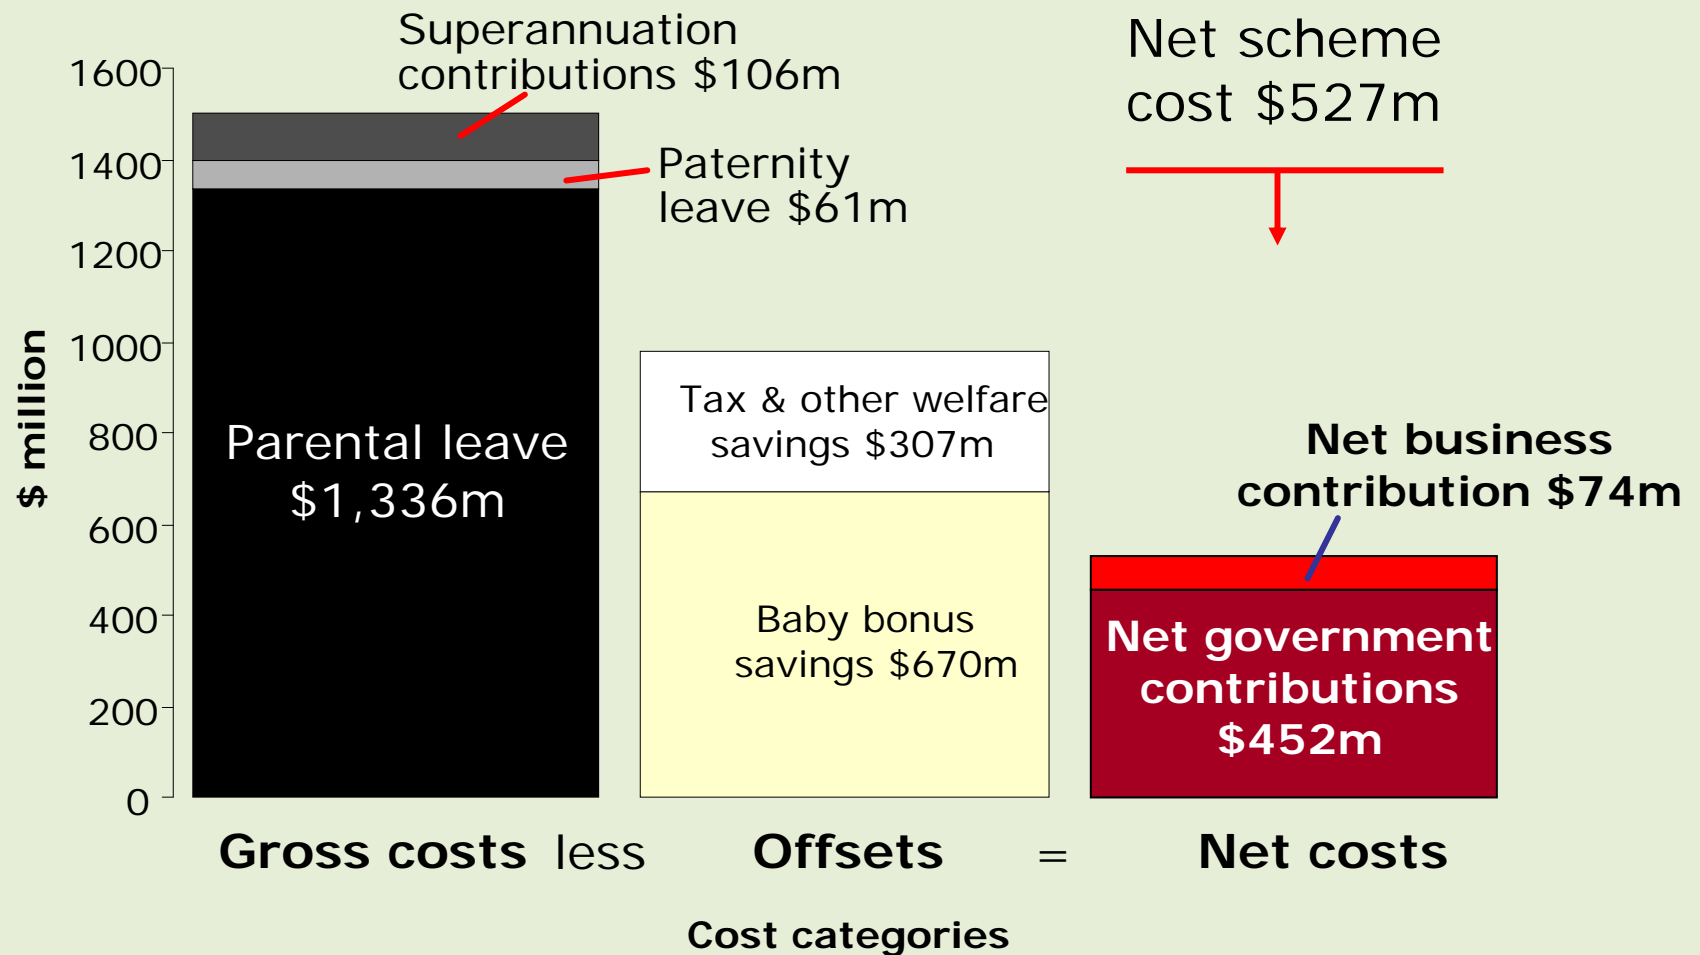 Superannuation
contributions $106m
Net scheme
cost $527m
Paternity
leave $61m
1600
1400
1200
1000
800
600
400
200
0
$ million
Parental leave
$1,336m
Tax & other welfare
savings $307m
Baby bonus
savings $670m
Net business
contribution $74m
Net government
contributions
$452m
Gross costs less Offsets = Net costs
Cost categories